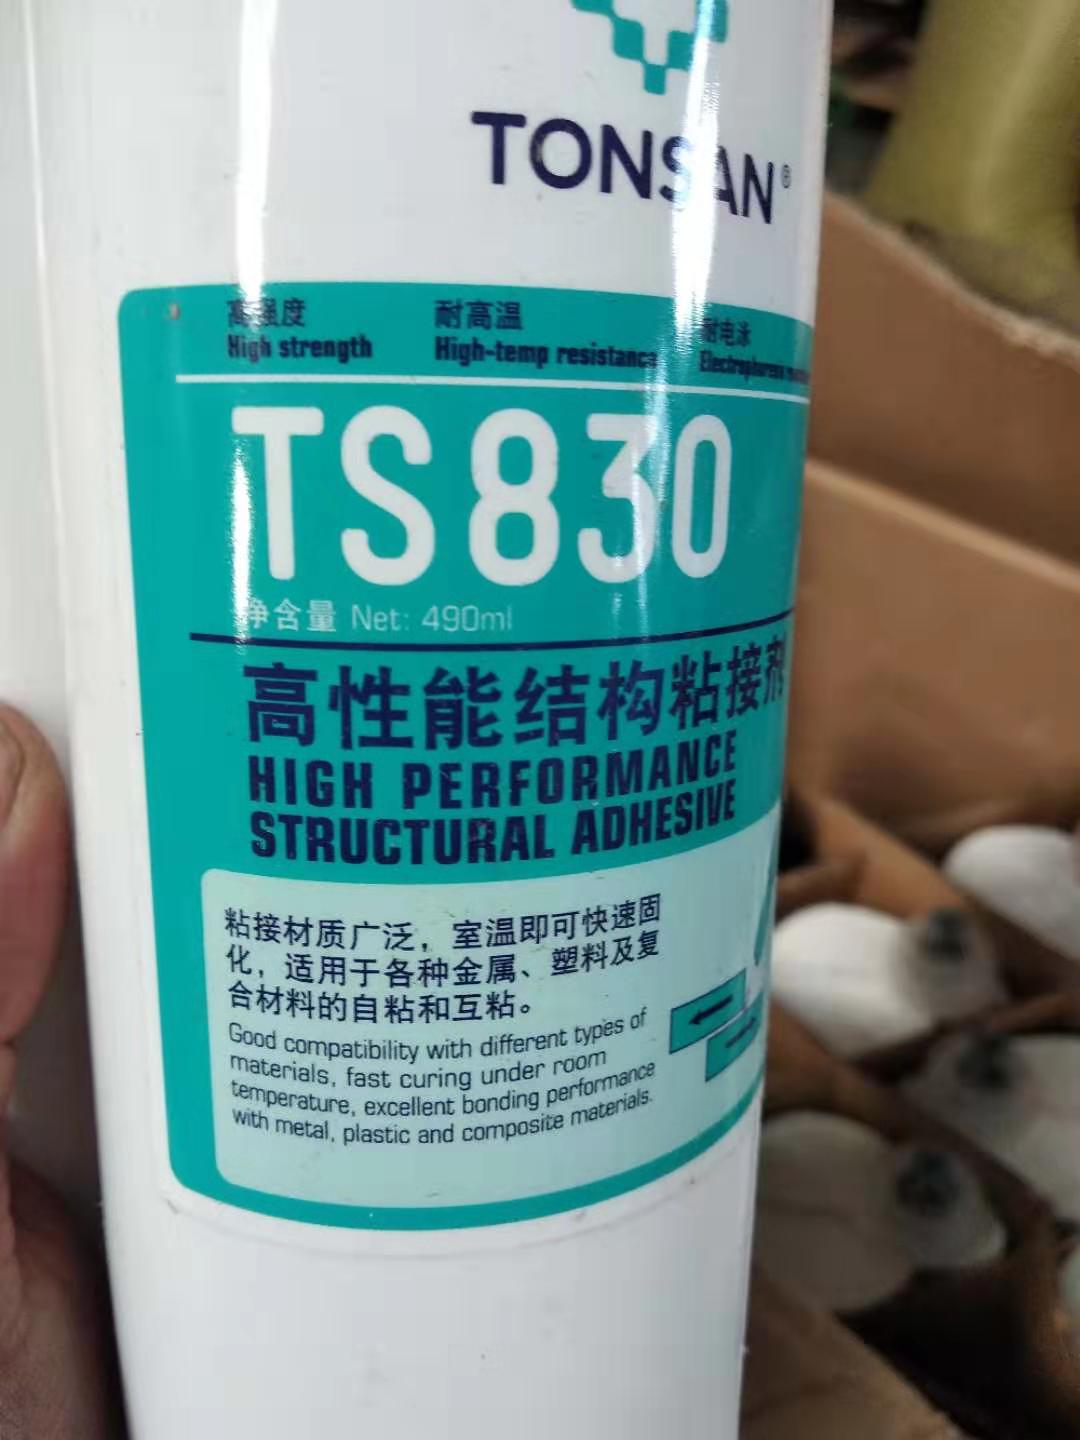 TONSAN®
高强度 耐高温 耐电泳
High strength High-temp resistance Electrophoresis
TS830
净含量 Net: 490ml
高性能结构粘接剂
HIGH PERFORMANCE
STRUCTURAL ADHESIVE
粘接材质广泛，室温即可快速固
化，适用于各种金属、塑料及复
合材料的自粘和互粘。
Good compatibility with different types of
materials, fast curing under room
temperature, excellent bonding performance
with metal, plastic and composite materials.